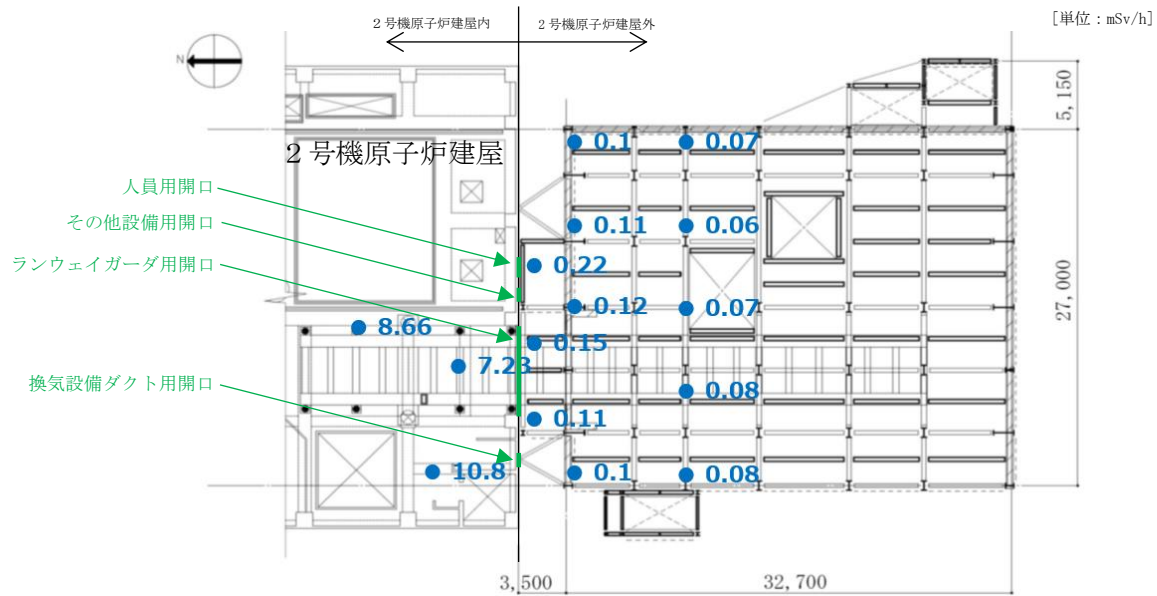 ２号機原子炉建屋内
２号機原子炉建屋外
[単位：mSv/h]
N
5,150
２号機原子炉建屋
0.1
0.07
人員用開口
その他設備用開口
0.11
0.06
ランウェイガーダ用開口
0.22
0.12
0.07
27,000
8.66
0.15
7.23
換気設備ダクト用開口
0.08
0.11
10.8
0.1
0.08
3,500
32,700